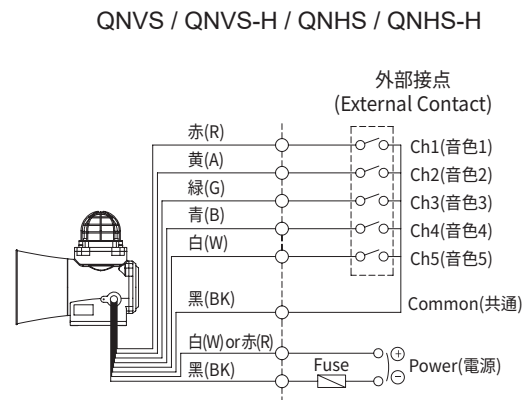 QNVS / QNVS-H / QNHS / QNHS-H
外部接点
(External Contact)
赤(R)
Ch1(音色1)
黄(A)
Ch2(音色2)
緑(G)
Ch3(音色3)
青(B)
Ch4(音色4)
白(W)
Ch5(音色5)
黒(BK)
Common(共通)
白(W)or赤(R)
黒(BK)
Fuse
+
Power(電源)
−